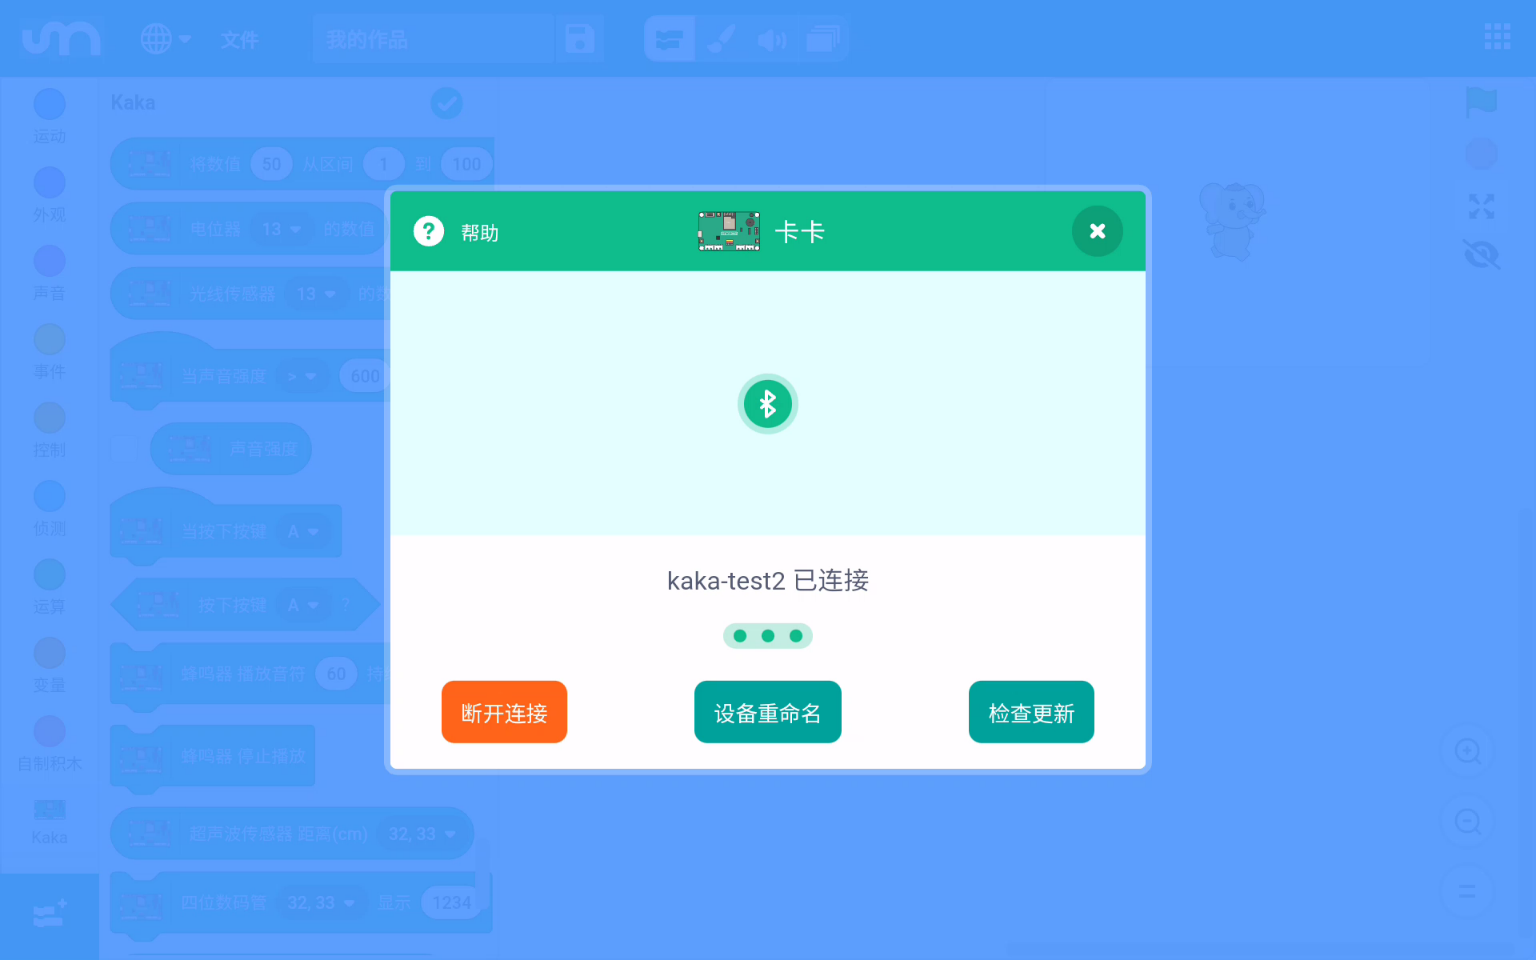 um
文件
我的作品
运动
外观
声音
事件
控制
侦测
运算
变量
自制积木
Kaka
Kaka
将数值 50 从区间 1 到 100
电位器 13 的数值
光线传感器 13 的数
当声音强度 > 600
声音强度
当按下按键 A
按下按键 A ?
蜂鸣器 播放音符 60 持
蜂鸣器 停止播放
超声波传感器 距离(cm) 32, 33
四位数码管 32, 33 显示 1234
? 帮助
卡卡
kaka-test2 已连接
断开连接
设备重命名
检查更新